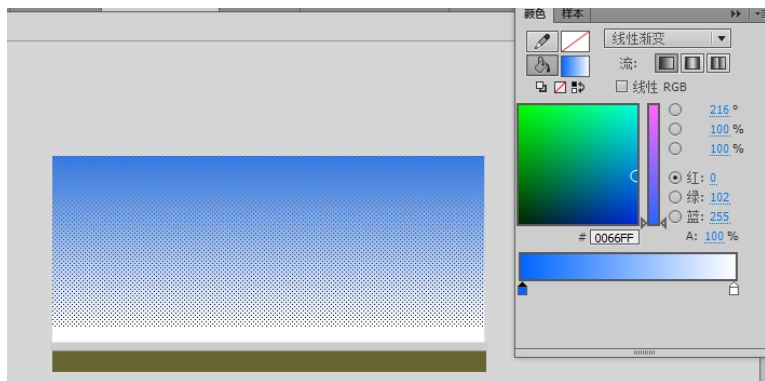 颜色 样本
线性渐变
流:
线性 RGB
216 °
100 %
100 %
红: 0
绿: 102
蓝: 255
# 0066FF
A: 100 %